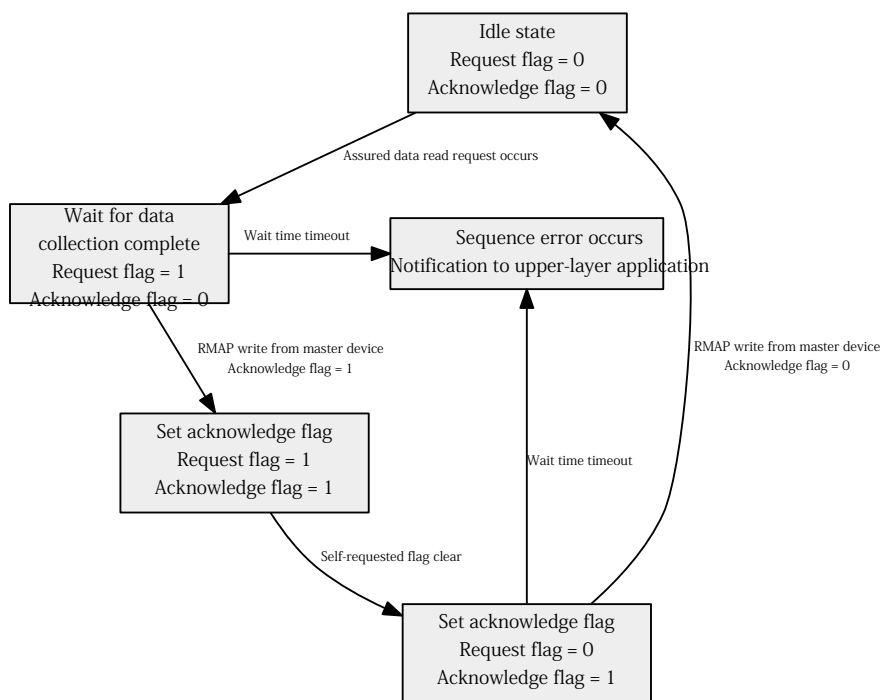 Idle state
Request flag = 0
Acknowledge flag = 0
Assured data read request occurs
Wait for data
collection complete
Request flag = 1
Acknowledge flag = 0
Wait time timeout
Sequence error occurs
Notification to upper-layer application
RMAP write from master device
Acknowledge flag = 1
RMAP write from master device
Acknowledge flag = 0
Set acknowledge flag
Request flag = 1
Acknowledge flag = 1
Wait time timeout
Self-requested flag clear
Set acknowledge flag
Request flag = 0
Acknowledge flag = 1